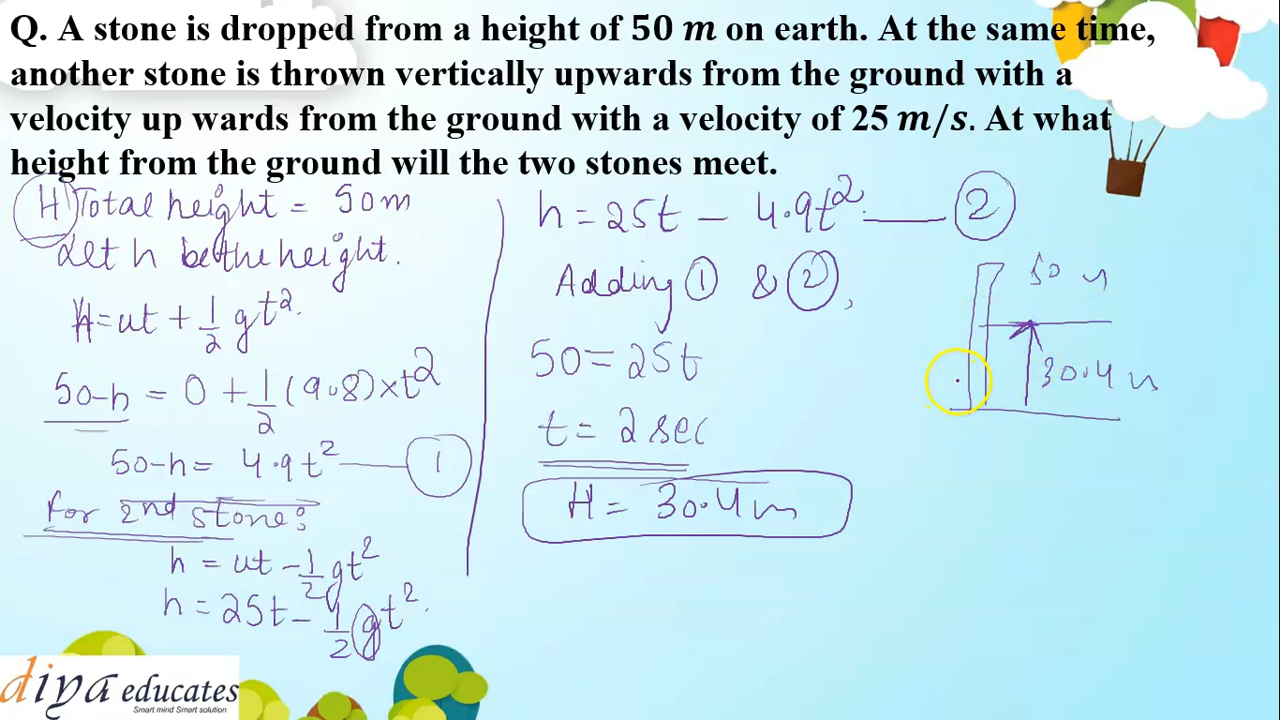 Q. A stone is dropped from a height of 50 m on earth. At the same time,
another stone is thrown vertically upwards from the ground with a
velocity up wards from the ground with a velocity of 25 m/s. At what
height from the ground will the two stones meet.
H Total height = 50m
Let h be the height.
H = ut + 1/2 gt²
50-h = 0 + 1/2 (9.8) × t²
50-h = 4.9t² — 1
for 2nd stone:
h = ut - 1/2 gt²
h = 25t - 1/2 gt².
h = 25t - 4.9t² — 2
Adding 1 & 2,
50 = 25t
t = 2 sec
H = 30.4m
50 m
30.4 m
diya educates
Smart mind Smart solution